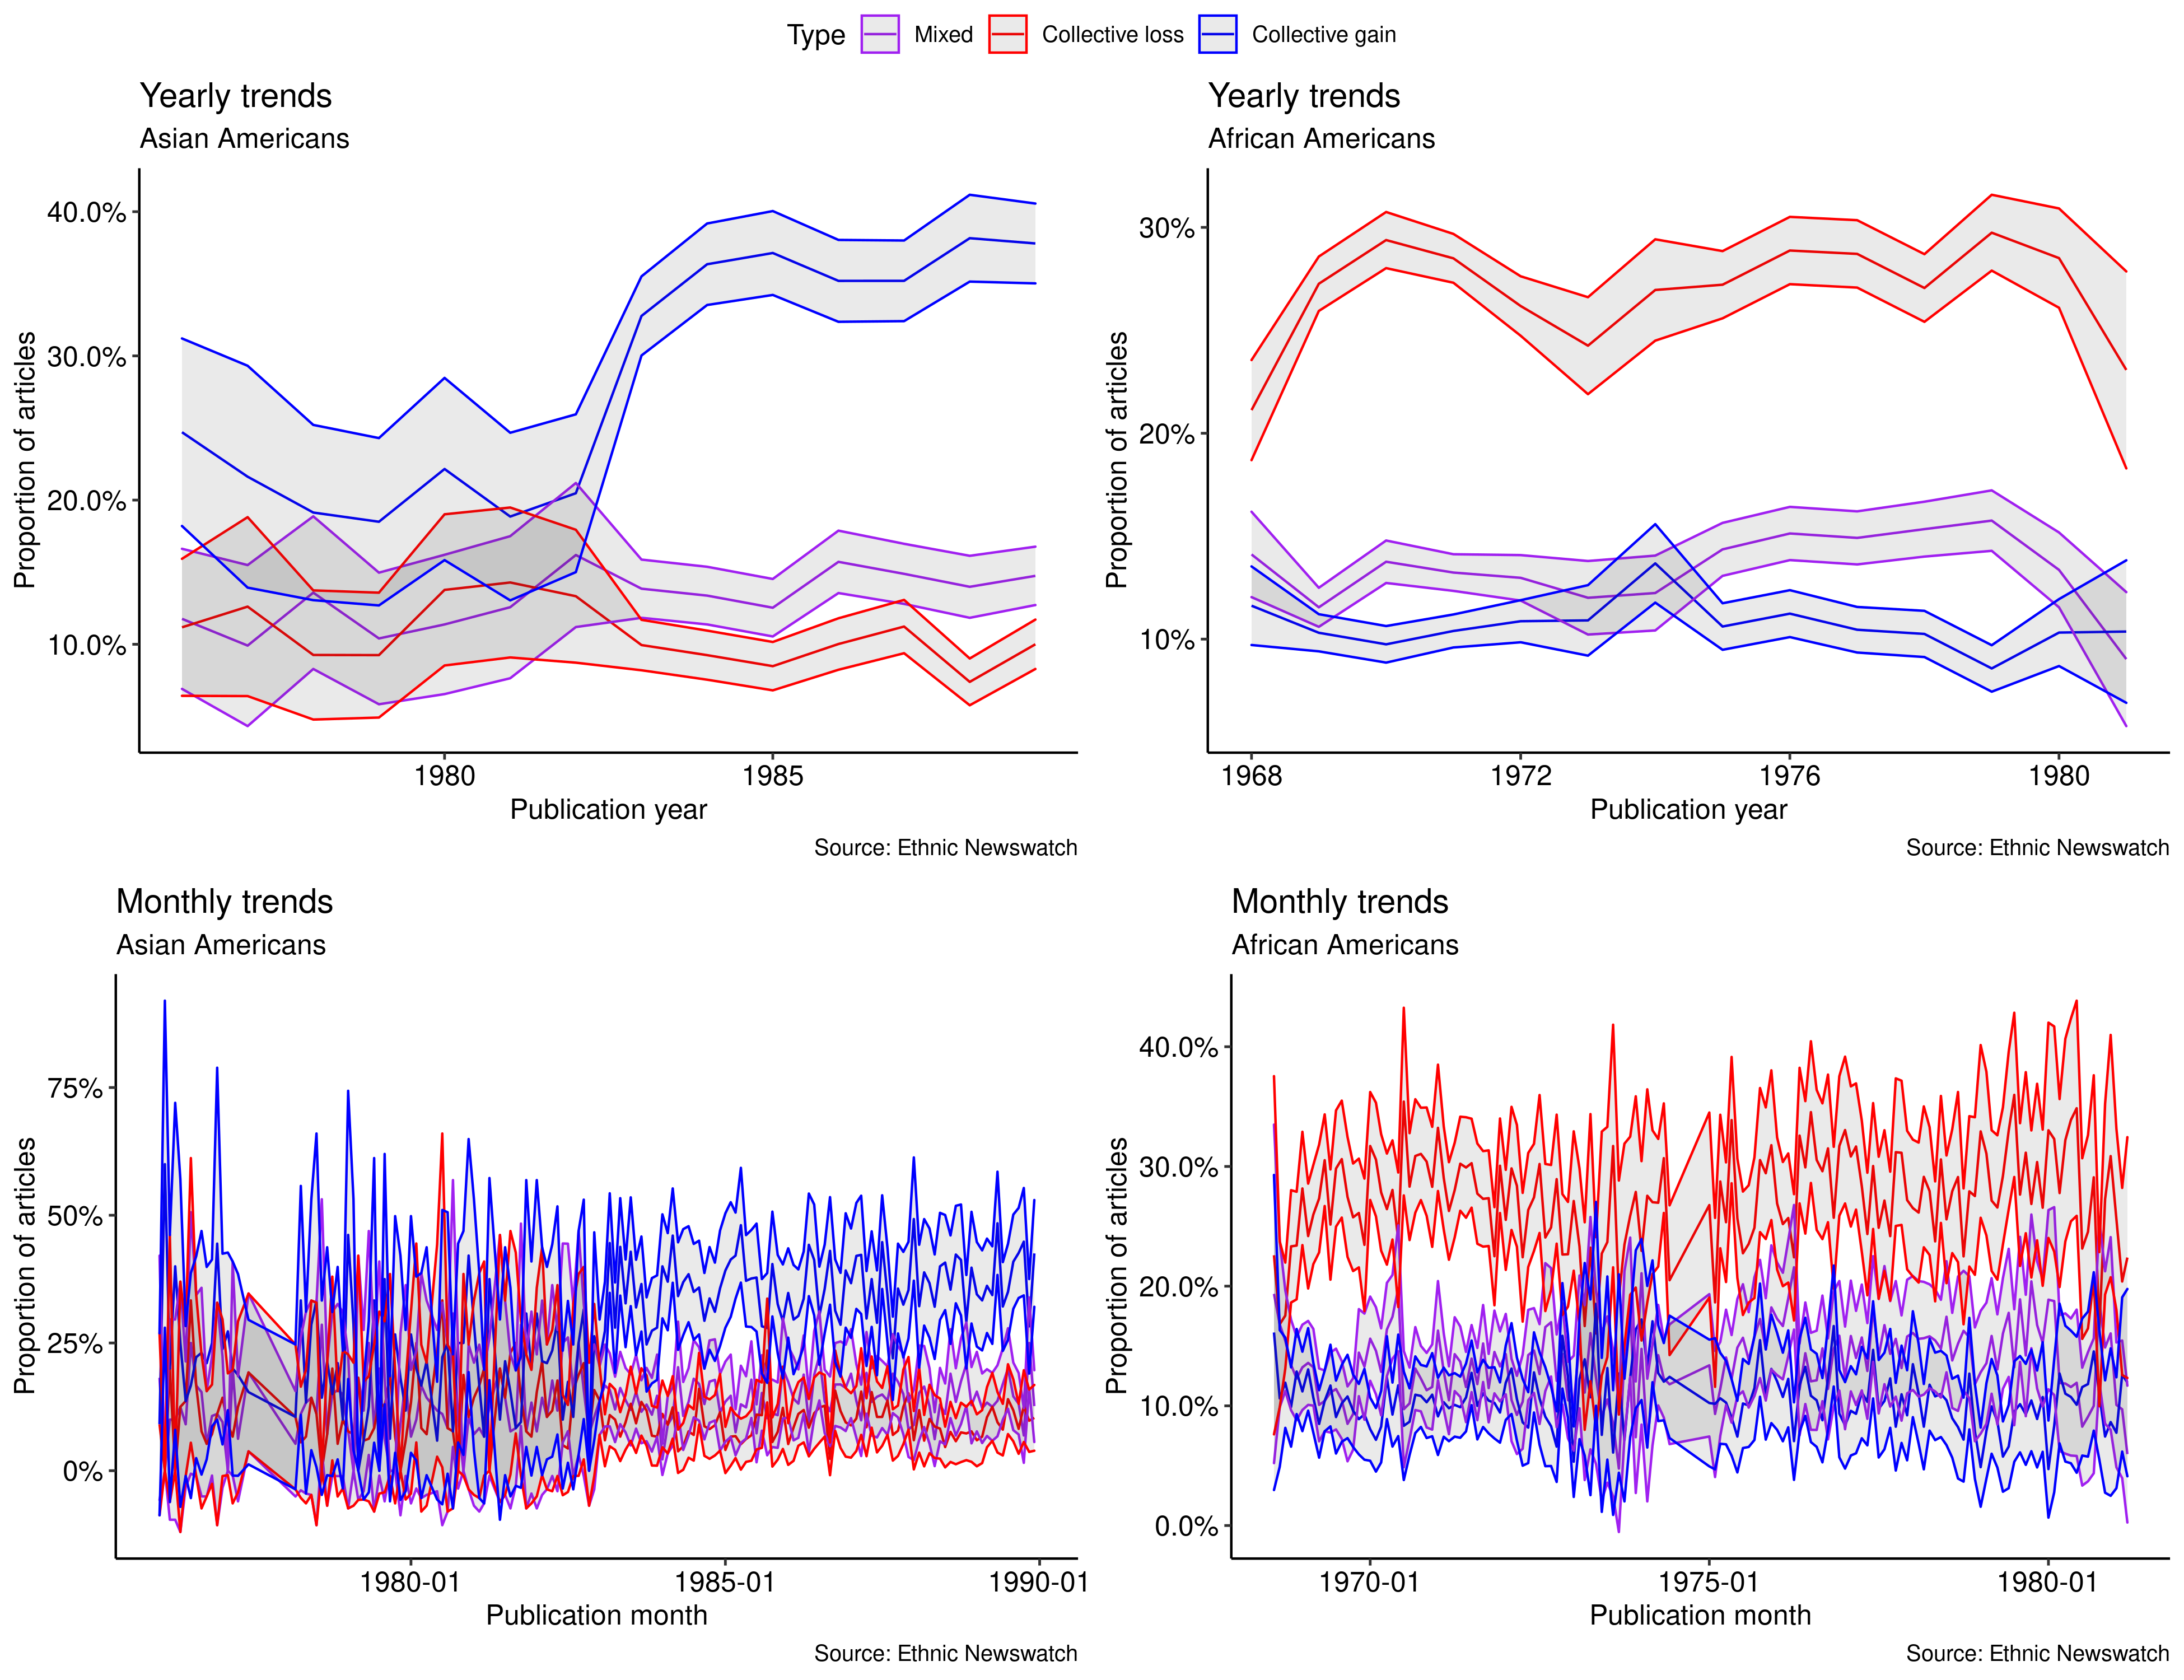 Type Mixed Collective loss Collective gain
Yearly trends
Asian Americans
40.0%
30.0%
20.0%
10.0%
Proportion of articles
1980 1985
Publication year
Source: Ethnic Newswatch
Yearly trends
African Americans
30%
20%
10%
Proportion of articles
1968 1972 1976 1980
Publication year
Source: Ethnic Newswatch
Monthly trends
Asian Americans
75%
50%
25%
0%
Proportion of articles
1980-01 1985-01 1990-01
Publication month
Source: Ethnic Newswatch
Monthly trends
African Americans
40.0%
30.0%
20.0%
10.0%
0.0%
Proportion of articles
1970-01 1975-01 1980-01
Publication month
Source: Ethnic Newswatch